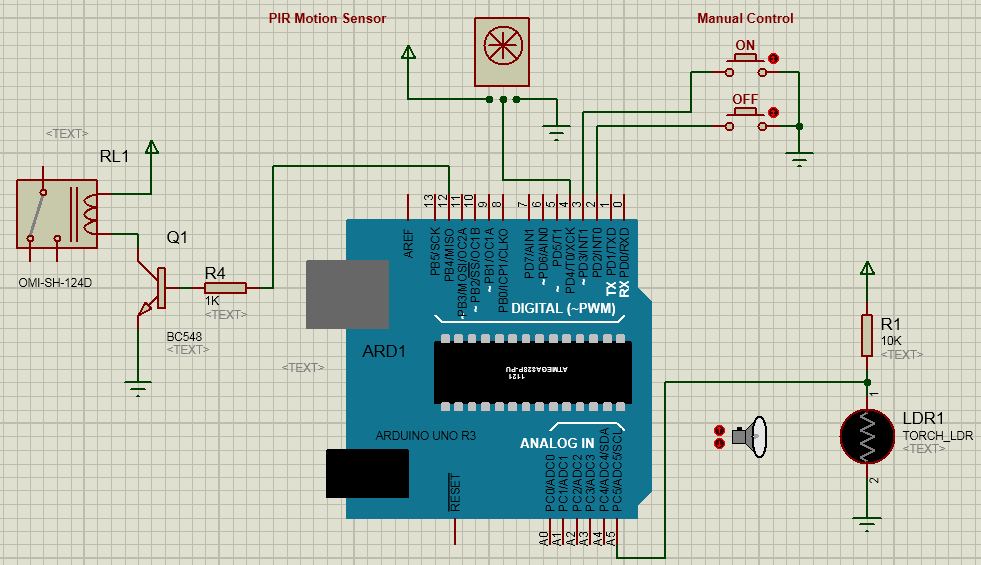 PIR Motion Sensor
Manual Control
ON
OFF
<TEXT>
RL1
OMI-SH-124D
Q1
BC548
<TEXT>
R4
1K
<TEXT>
13
12
11
10
9
8
7
6
5
4
3
2
1
0
AREF
PB5/SCK
PB4/MISO
~PB3/MOSI/OC2A
~PB2/SS/OC1B
~PB1/OC1A
PB0/ICP1/CLKO
PD7/AIN1
~PD6/AIN0
~PD5/T1
PD4/T0/XCK
~PD3/INT1
PD2/INT0
TX PD1/TXD
RX PD0/RXD
DIGITAL (~PWM)
ARD1
<TEXT>
1121
ATMEGA328P-PU
ARDUINO UNO R3
ANALOG IN
RESET
PC0/ADC0
PC1/ADC1
PC2/ADC2
PC3/ADC3
PC4/ADC4/SDA
PC5/ADC5/SCL
A0
A1
A2
A3
A4
A5
R1
10K
<TEXT>
1
LDR1
TORCH_LDR
<TEXT>
2